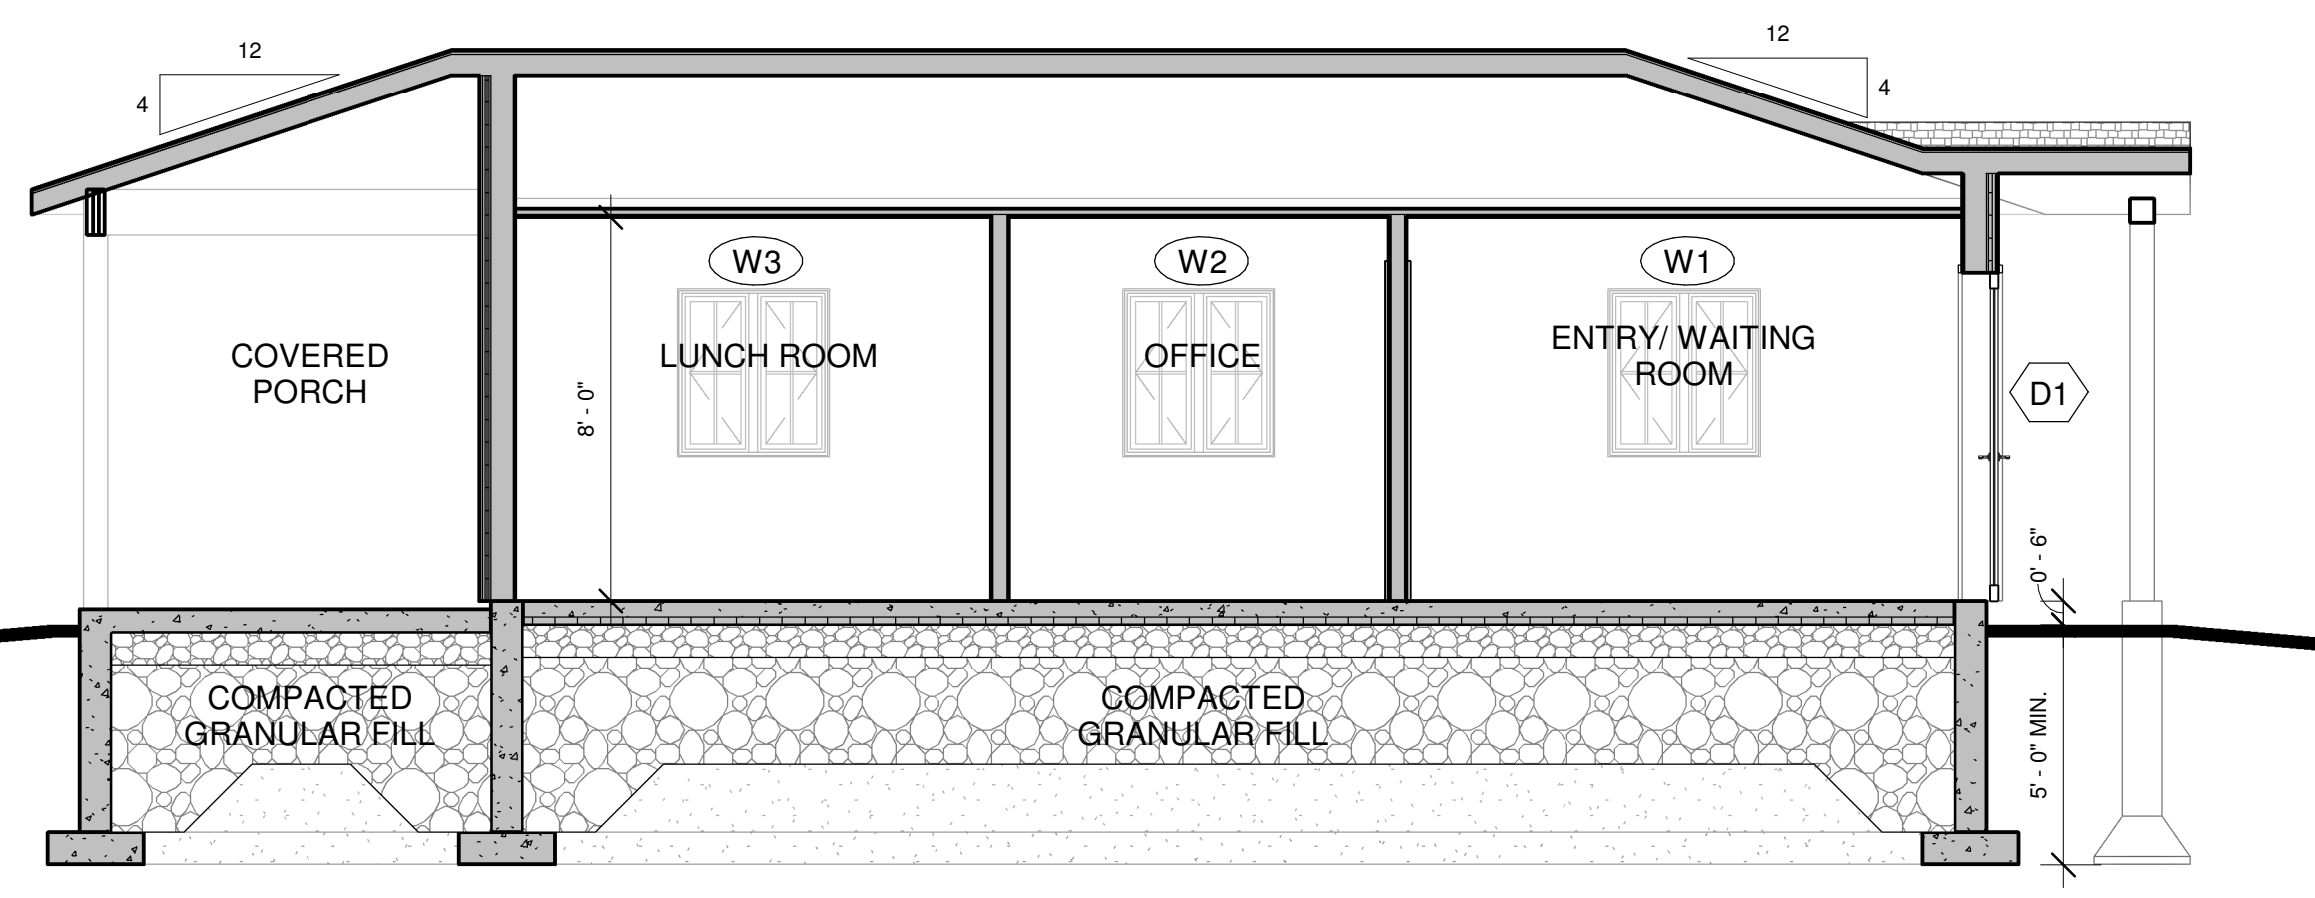 12
12
4
4
W3
W2
W1
COVERED
PORCH
LUNCH ROOM
OFFICE
ENTRY/ WAITING
ROOM
D1
8' - 0"
0' - 6"
COMPACTED
GRANULAR FILL
COMPACTED
GRANULAR FILL
5' - 0" MIN.